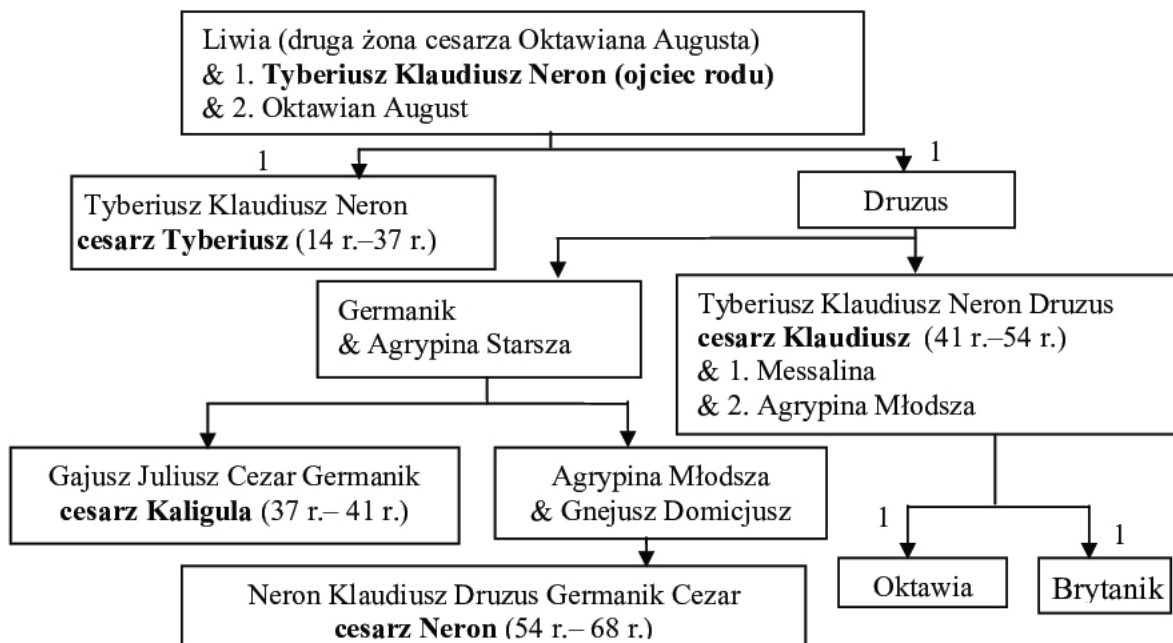 Liwia (druga żona cesarza Oktawiana Augusta)
& 1. Tyberiusz Klaudiusz Neron (ojciec rodu)
& 2. Oktawian August
1
1
Tyberiusz Klaudiusz Neron
cesarz Tyberiusz (14 r.–37 r.)
Druzus
Germanik
& Agrypina Starsza
Tyberiusz Klaudiusz Neron Druzus
cesarz Klaudiusz (41 r.–54 r.)
& 1. Messalina
& 2. Agrypina Młodsza
Gajusz Juliusz Cezar Germanik
cesarz Kaligula (37 r.– 41 r.)
Agrypina Młodsza
& Gnejusz Domicjusz
1
1
Oktawia
Brytanik
Neron Klaudiusz Druzus Germanik Cezar
cesarz Neron (54 r.– 68 r.)